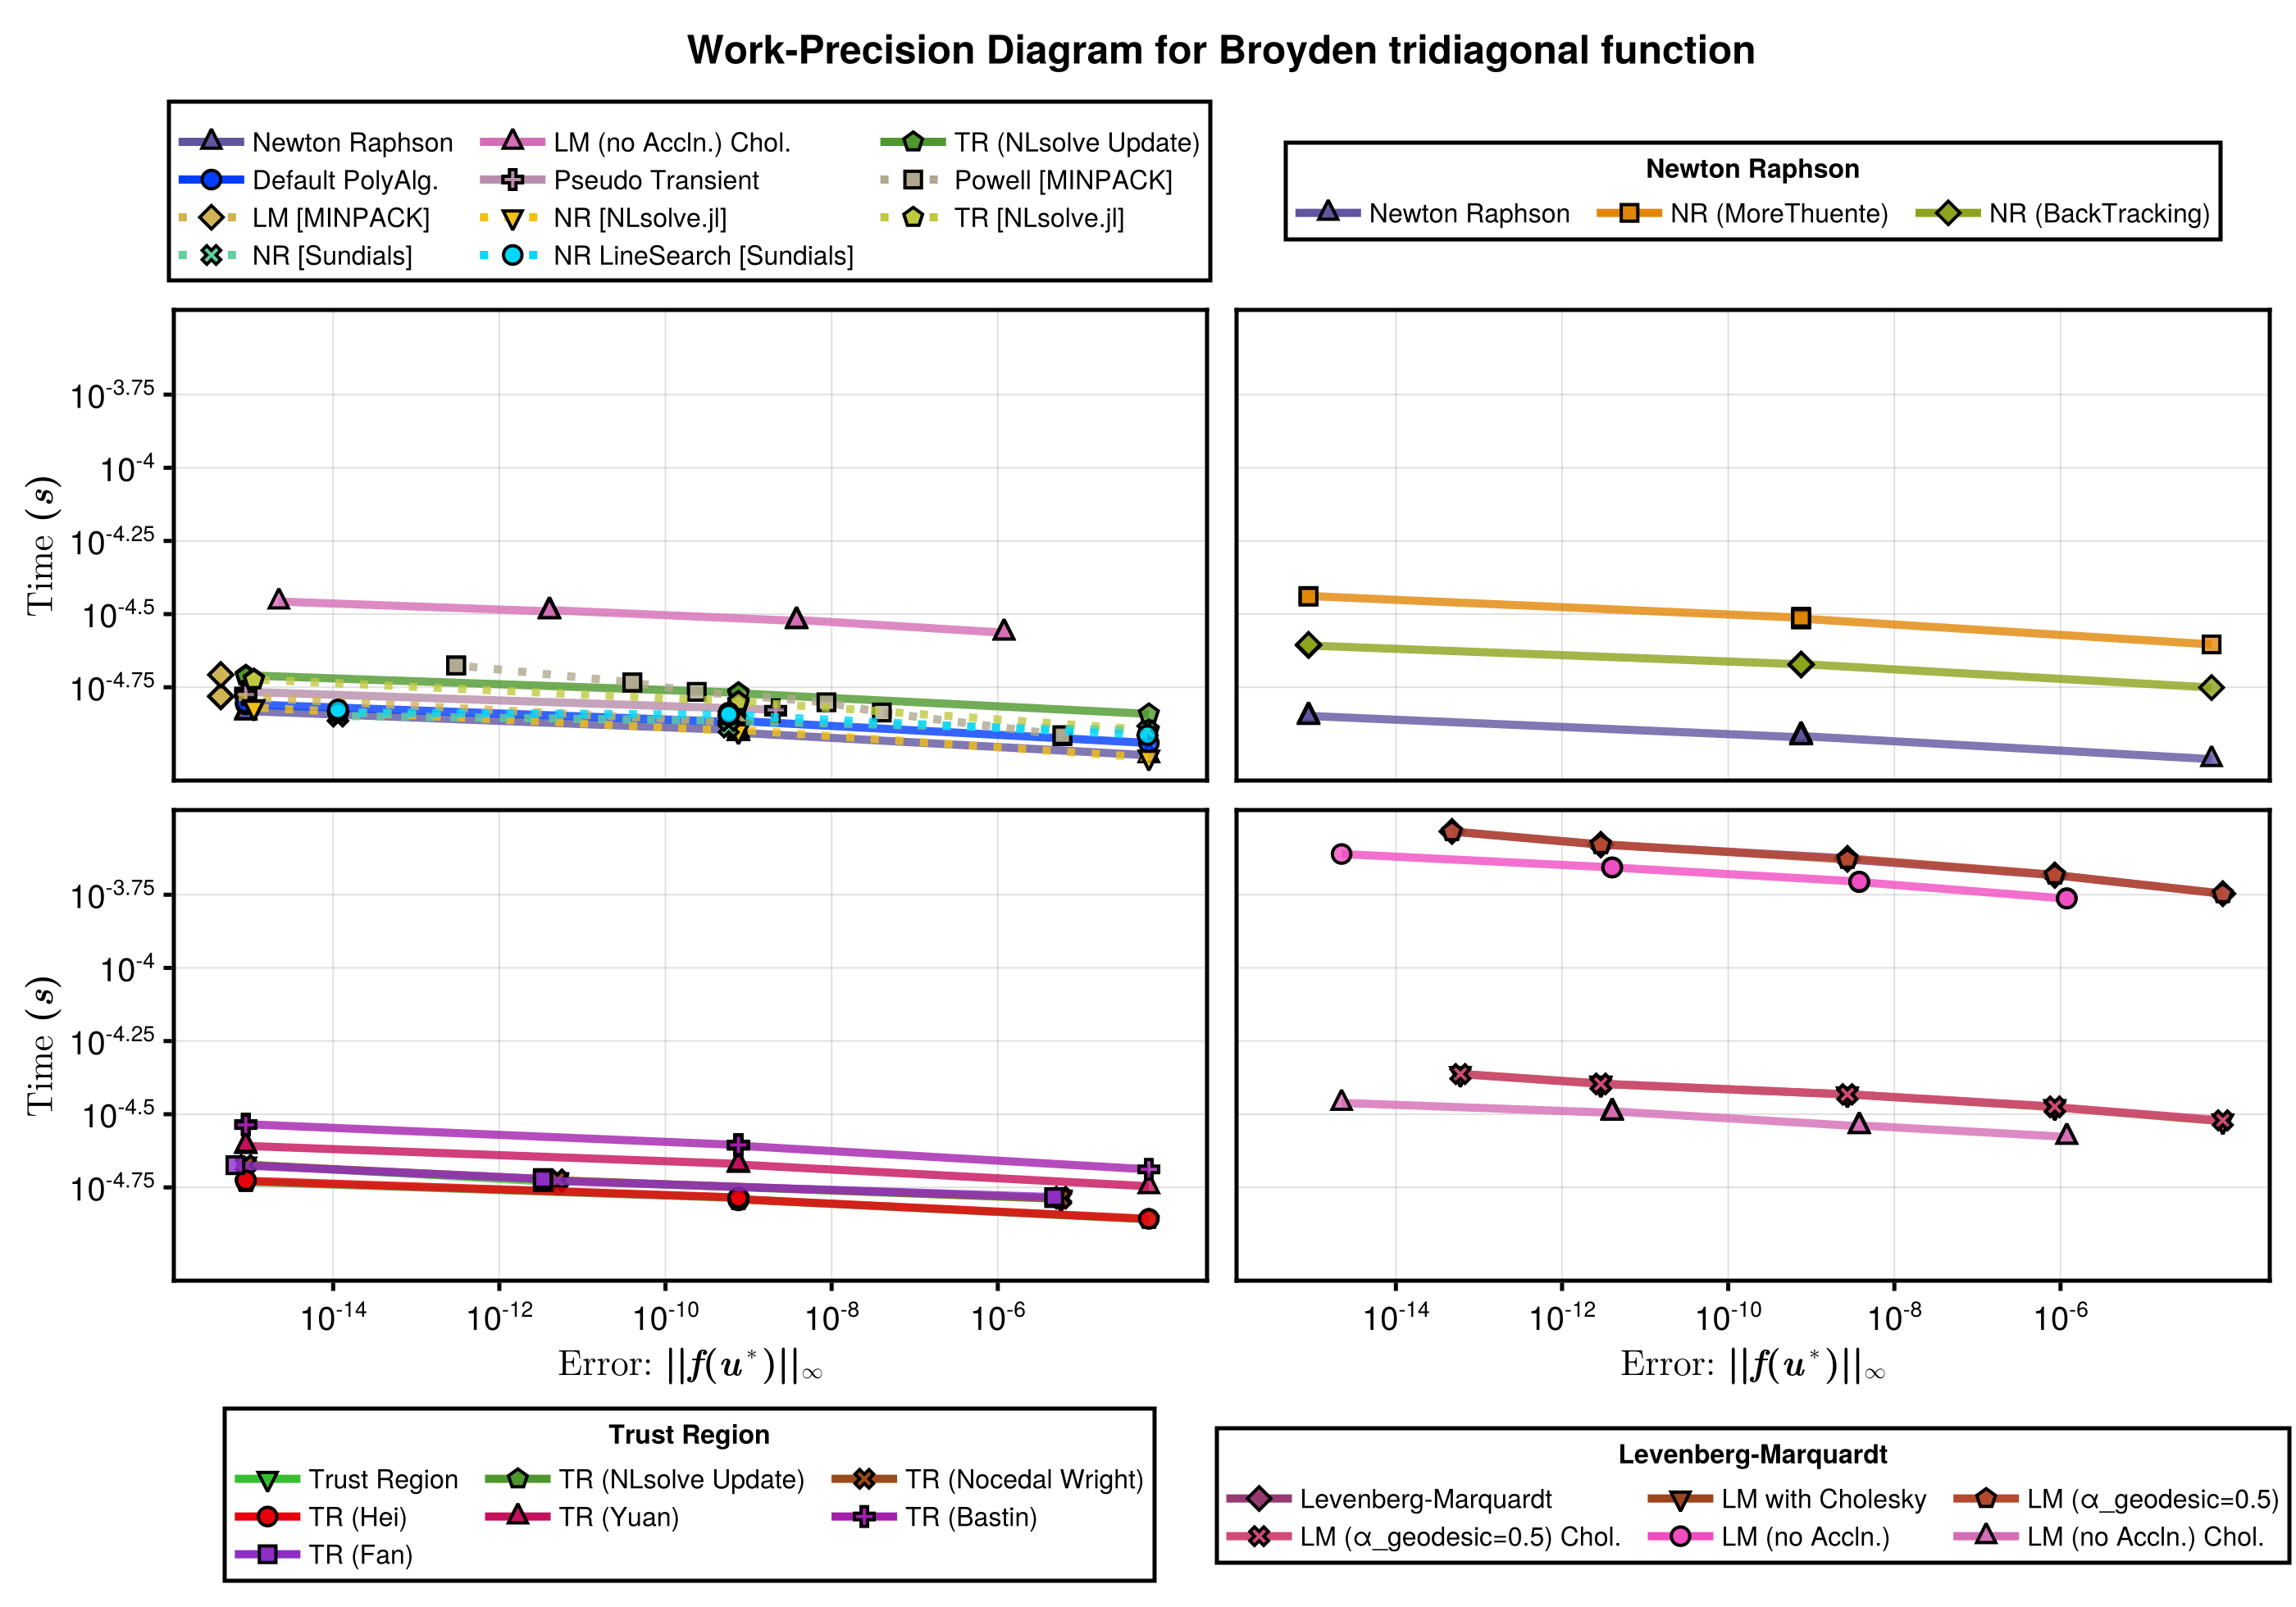 Work-Precision Diagram for Broyden tridiagonal function
Newton Raphson LM (no Accln.) Chol. TR (NLsolve Update)
Default PolyAlg. Pseudo Transient Powell [MINPACK]
LM [MINPACK] NR [NLsolve.jl] TR [NLsolve.jl]
NR [Sundials] NR LineSearch [Sundials]
Newton Raphson
Newton Raphson NR (MoreThuente) NR (BackTracking)
Time (s)
10^-3.75
10^-4
10^-4.25
10^-4.5
10^-4.75
Time (s)
10^-3.75
10^-4
10^-4.25
10^-4.5
10^-4.75
10^-14 10^-12 10^-10 10^-8 10^-6
Error: ||f(u*)||∞
10^-14 10^-12 10^-10 10^-8 10^-6
Error: ||f(u*)||∞
Trust Region
Trust Region TR (NLsolve Update) TR (Nocedal Wright)
TR (Hei) TR (Yuan) TR (Bastin)
TR (Fan)
Levenberg-Marquardt
Levenberg-Marquardt LM with Cholesky LM (α_geodesic=0.5)
LM (α_geodesic=0.5) Chol. LM (no Accln.) LM (no Accln.) Chol.